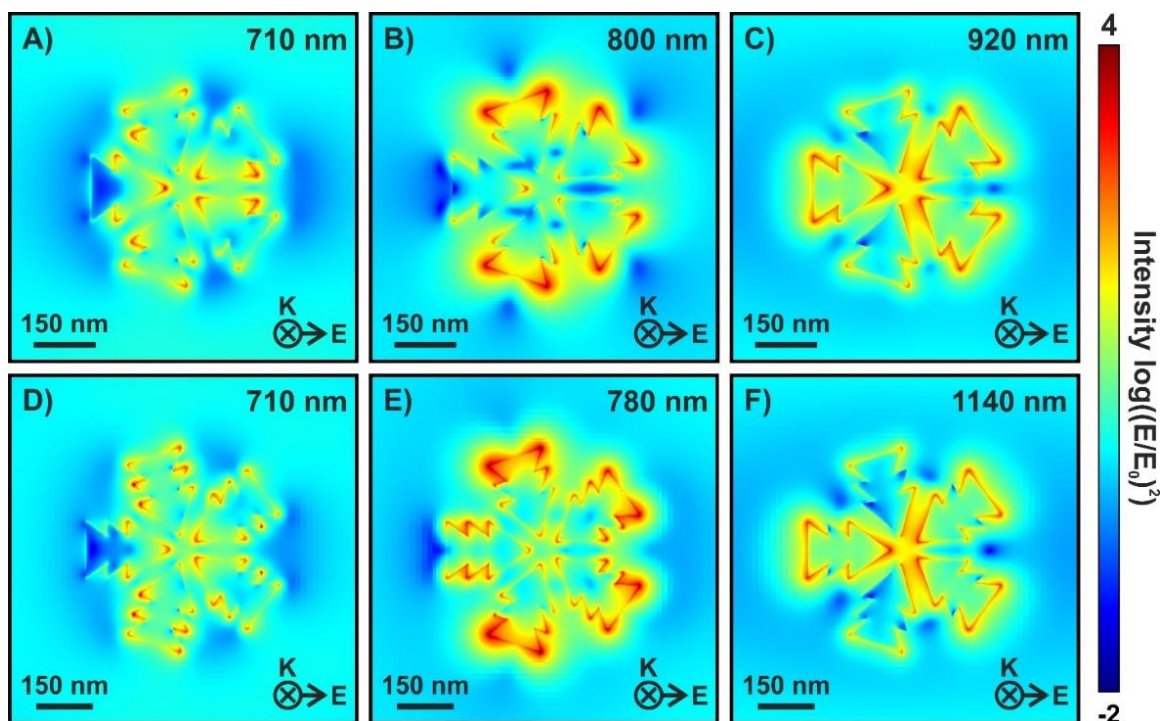 A) 710 nm
K
E
150 nm
B) 800 nm
K
E
150 nm
C) 920 nm
K
E
150 nm
D) 710 nm
K
E
150 nm
E) 780 nm
K
E
150 nm
F) 1140 nm
K
E
150 nm
4
Intensity log((E/E₀)²)
-2